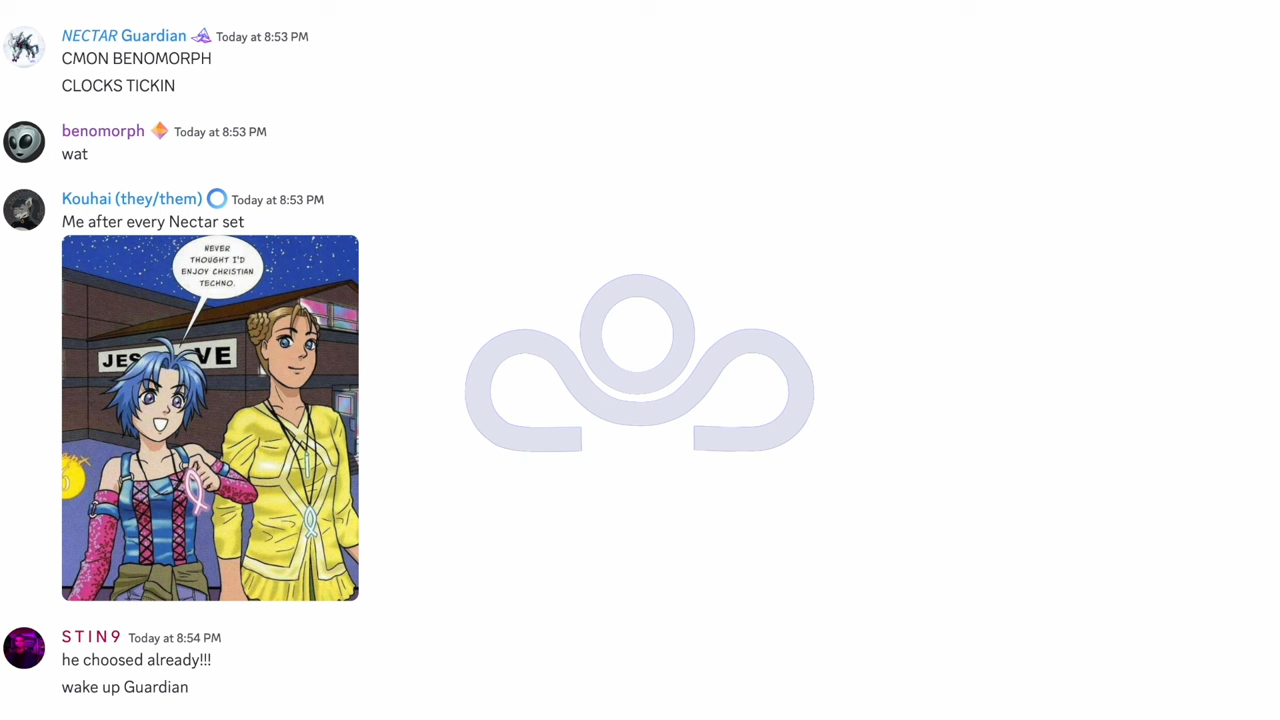 NECTAR Guardian Today at 8:53 PM
CMON BENOMORPH
CLOCKS TICKIN
benomorph Today at 8:53 PM
wat
Kouhai (they/them) Today at 8:53 PM
Me after every Nectar set
NEVER
THOUGHT I'D
ENJOY CHRISTIAN
TECHNO.
JES VE
S T I N 9 Today at 8:54 PM
he choosed already!!!
wake up Guardian